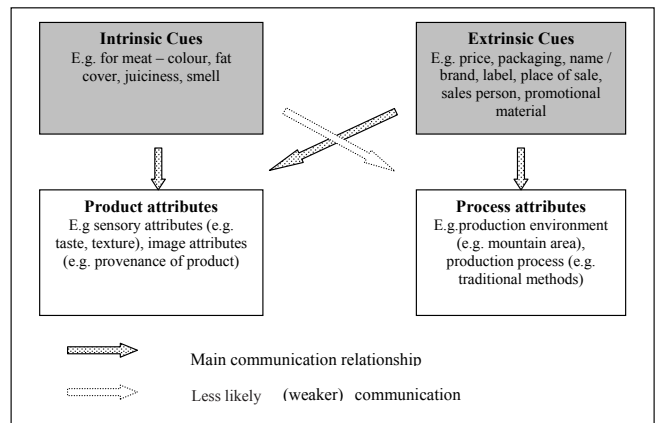 Intrinsic Cues
E.g. for meat – colour, fat
cover, juiciness, smell
Extrinsic Cues
E.g. price, packaging, name /
brand, label, place of sale,
sales person, promotional
material
Product attributes
E.g sensory attributes (e.g.
taste, texture), image attributes
(e.g. provenance of product)
Process attributes
E.g.production environment
(e.g. mountain area),
production process (e.g.
traditional methods)
Main communication relationship
Less likely (weaker) communication